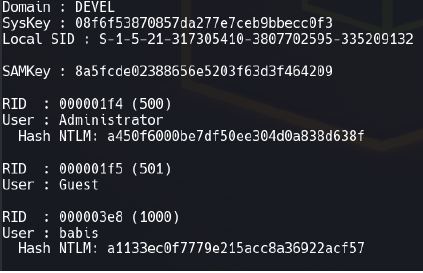 Domain : DEVEL
SysKey : 08f6f53870857da277e7ceb9bbecc0f3
Local SID : S-1-5-21-317305410-3807702595-335209132
SAMKey : 8a5fcde02388656e5203f63d3f464209
RID : 000001f4 (500)
User : Administrator
Hash NTLM: a450f6000be7df50ee304d0a838d638f
RID : 000001f5 (501)
User : Guest
RID : 000003e8 (1000)
User : babis
Hash NTLM: a1133ec0f7779e215acc8a36922acf57